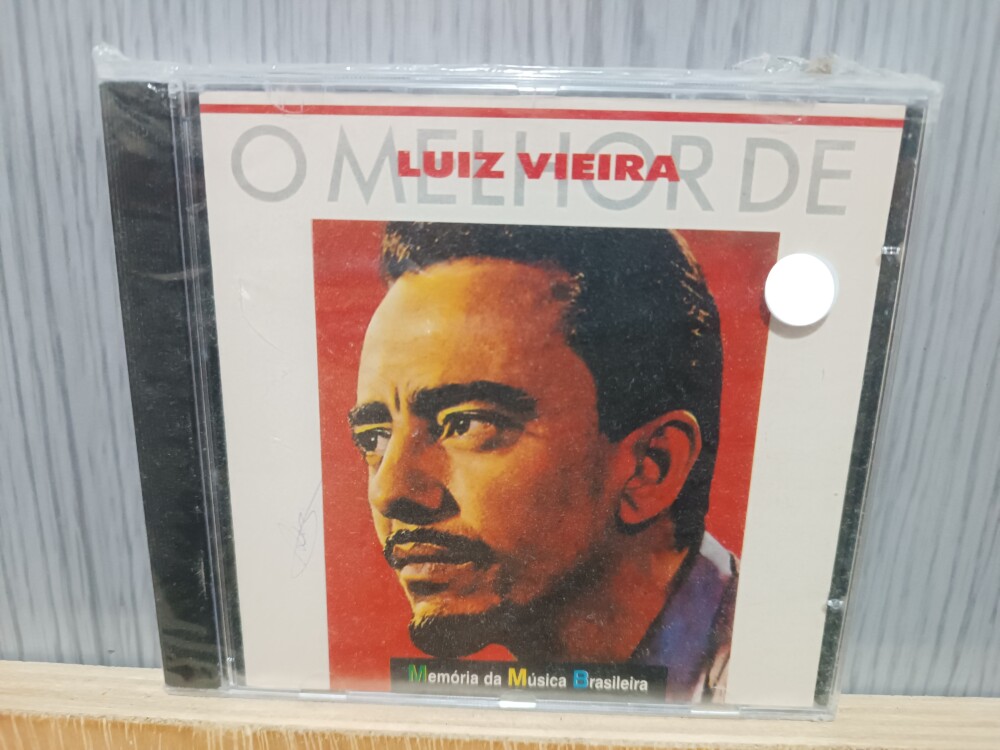 O MELHOR DE
LUIZ VIEIRA
Memória da Música Brasileira